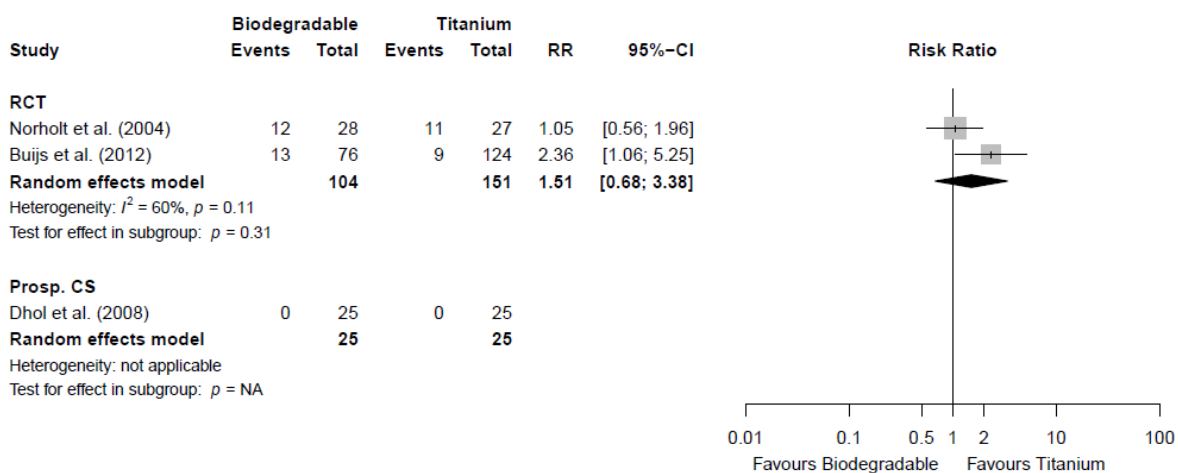 Biodegradable Titanium
Study Events Total Events Total RR 95%−CI Risk Ratio
RCT
Norholt et al. (2004) 12 28 11 27 1.05 [0.56; 1.96]
Buijs et al. (2012) 13 76 9 124 2.36 [1.06; 5.25]
Random effects model 104 151 1.51 [0.68; 3.38]
Heterogeneity: I² = 60%, p = 0.11
Test for effect in subgroup: p = 0.31
Prosp. CS
Dhol et al. (2008) 0 25 0 25
Random effects model 25 25
Heterogeneity: not applicable
Test for effect in subgroup: p = NA
0.01 0.1 0.5 1 2 10 100
Favours Biodegradable Favours Titanium